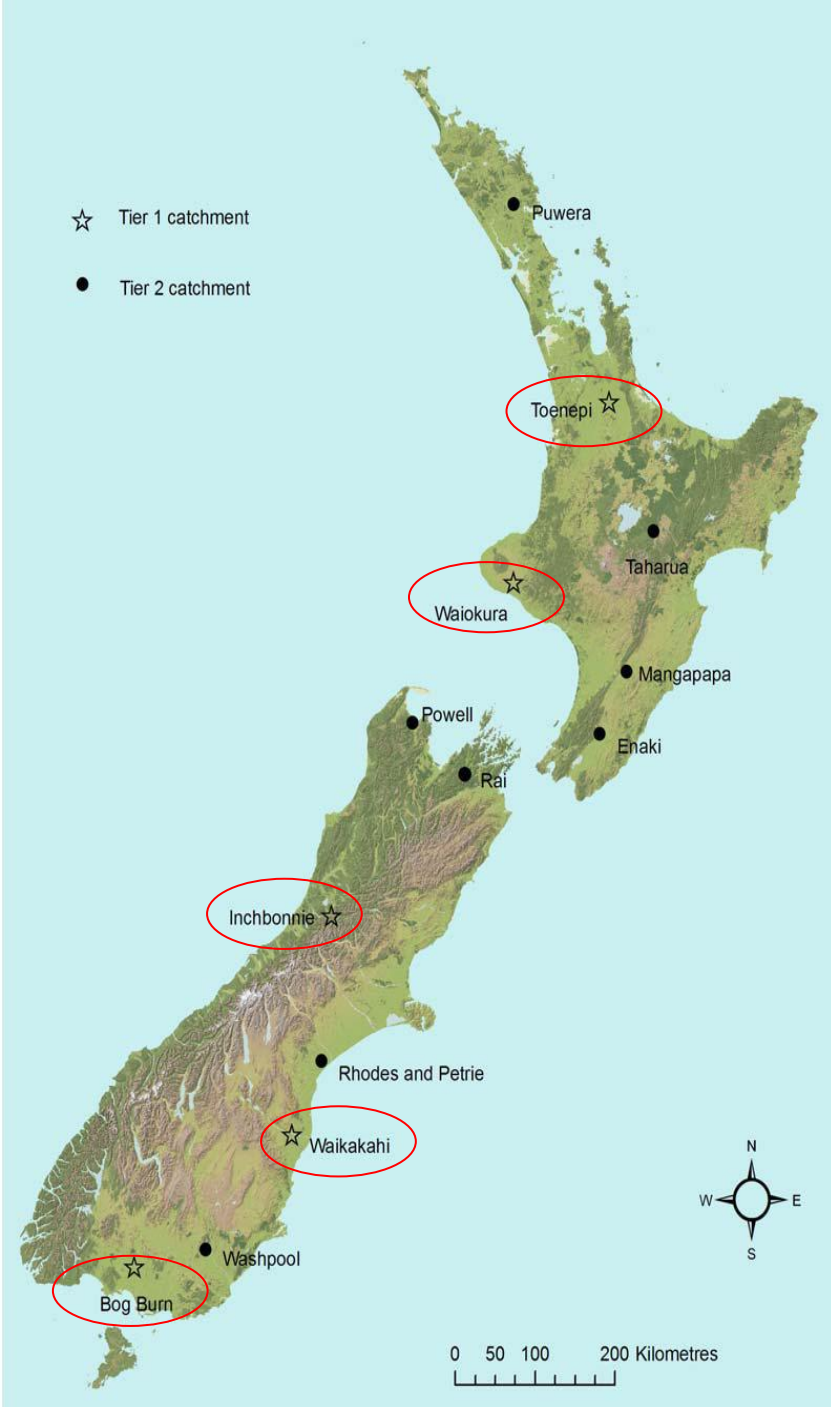 Tier 1 catchment
Tier 2 catchment
Puwera
Toenepi
Taharua
Waiokura
Mangapapa
Powell
Enaki
Rai
Inchbonnie
Rhodes and Petrie
Waikakahi
N
W E
S
Washpool
Bog Burn
0 50 100 200 Kilometres